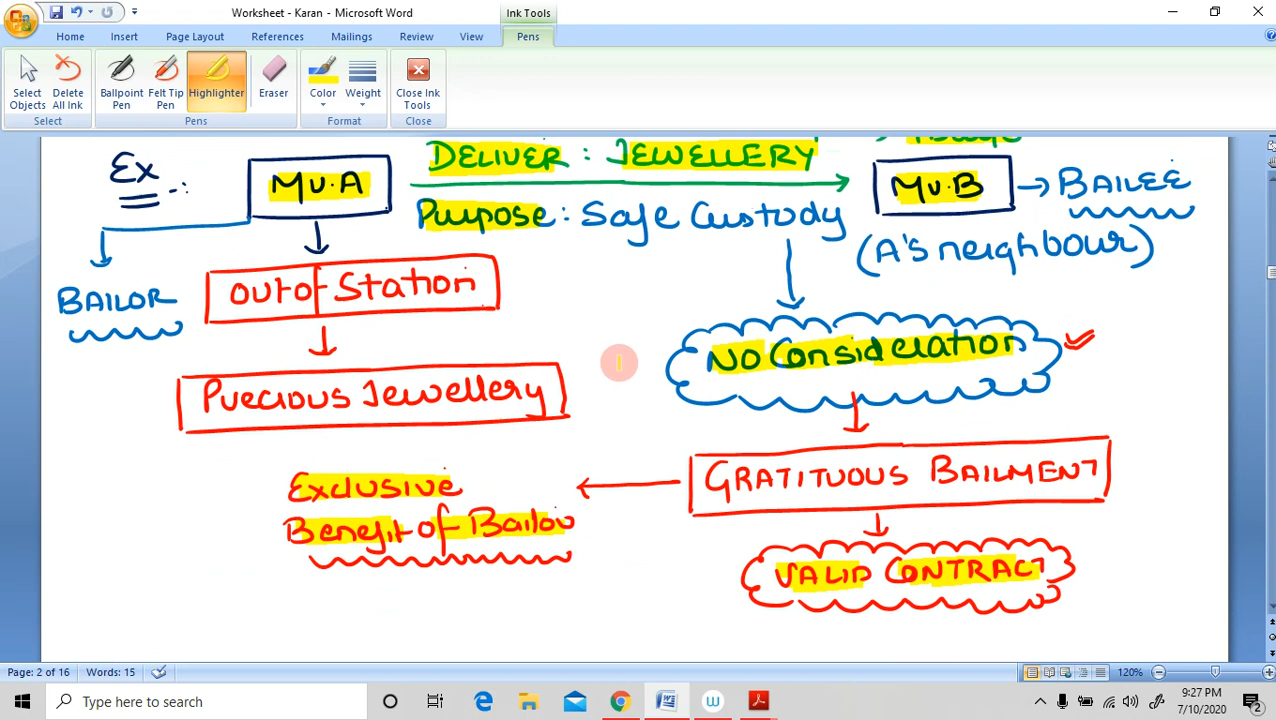 Worksheet - Karan - Microsoft Word
Ink Tools
Home Insert Page Layout References Mailings Review View Pens
Select Objects
Delete All Ink
Ballpoint Pen
Felt Tip Pen
Highlighter
Eraser
Color
Weight
Close Ink Tools
Select
Pens
Format
Close
Ex
Mr. A
DELIVER : JEWELLERY
Purpose : Safe Custody
Mr. B
BAILEE
(A's neighbour)
BAILOR
Out of Station
Precious Jewellery
No Consideration
GRATITUOUS BAILMENT
Exclusive
Benefit of Bailor
VALID CONTRACT
Page: 2 of 16
Words: 15
120%
Type here to search
9:27 PM
7/10/2020
2